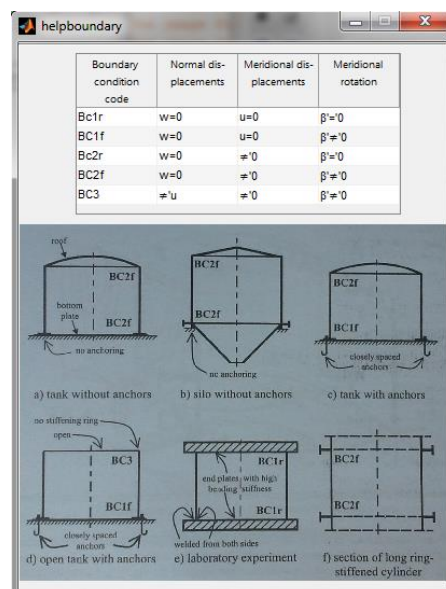 helpboundary
Boundary condition code Normal dis-placements Meridional dis-placements Meridional rotation
Bc1r w=0 u=0 β'='0
Bc1f w=0 u=0 β'≠'0
Bc2r w=0 ≠'0 β'='0
Bc2f w=0 ≠'0 β'≠'0
BC3 ≠'u ≠'0 β'≠'0
roof
BC2f
bottom plate
BC2f
no anchoring
a) tank without anchors
BC2f
BC2f
no anchoring
b) silo without anchors
BC2f
BC1f
closely spaced
anchors
c) tank with anchors
no stiffening ring
open
BC3
BC1f
closely spaced
anchors
d) open tank with anchors
BC1r
end plates with high
bending stiffness
BC1r
welded from both sides
e) laboratory experiment
BC2f
BC2f
f) section of long ring-
stiffened cylinder